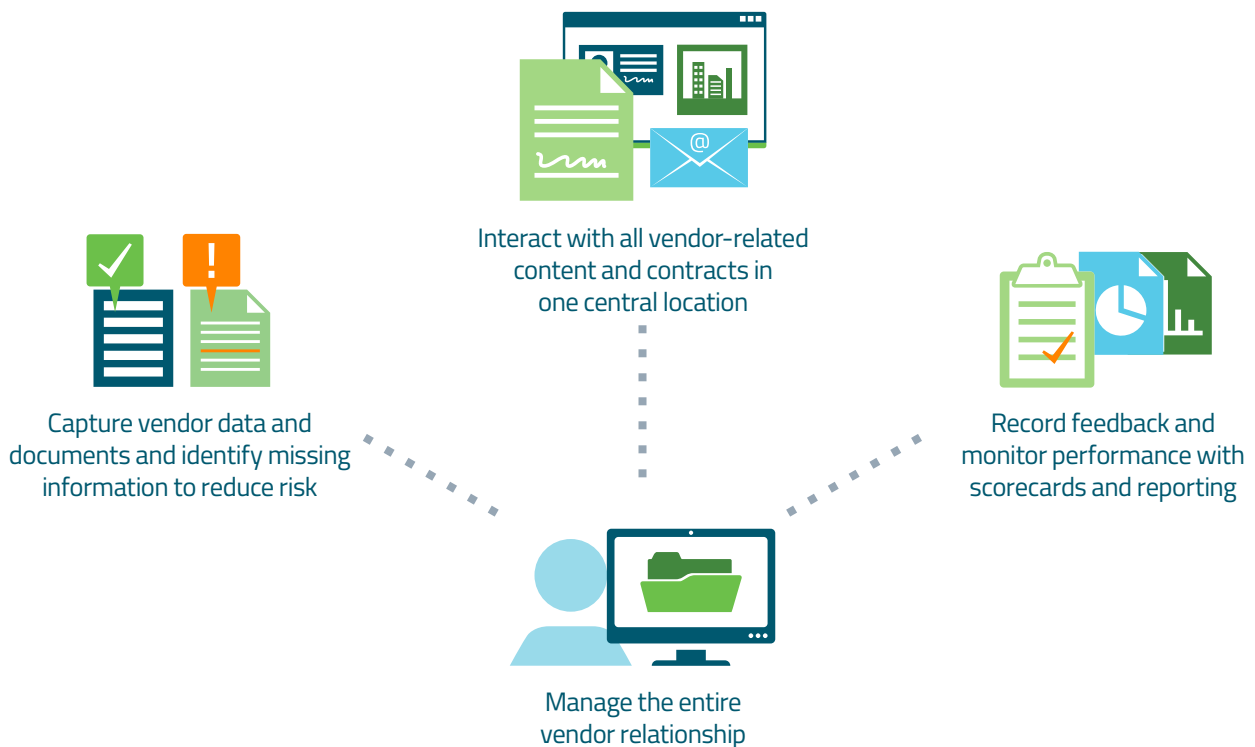 @
!
Interact with all vendor-related
content and contracts in
one central location
Capture vendor data and
documents and identify missing
information to reduce risk
Record feedback and
monitor performance with
scorecards and reporting
Manage the entire
vendor relationship